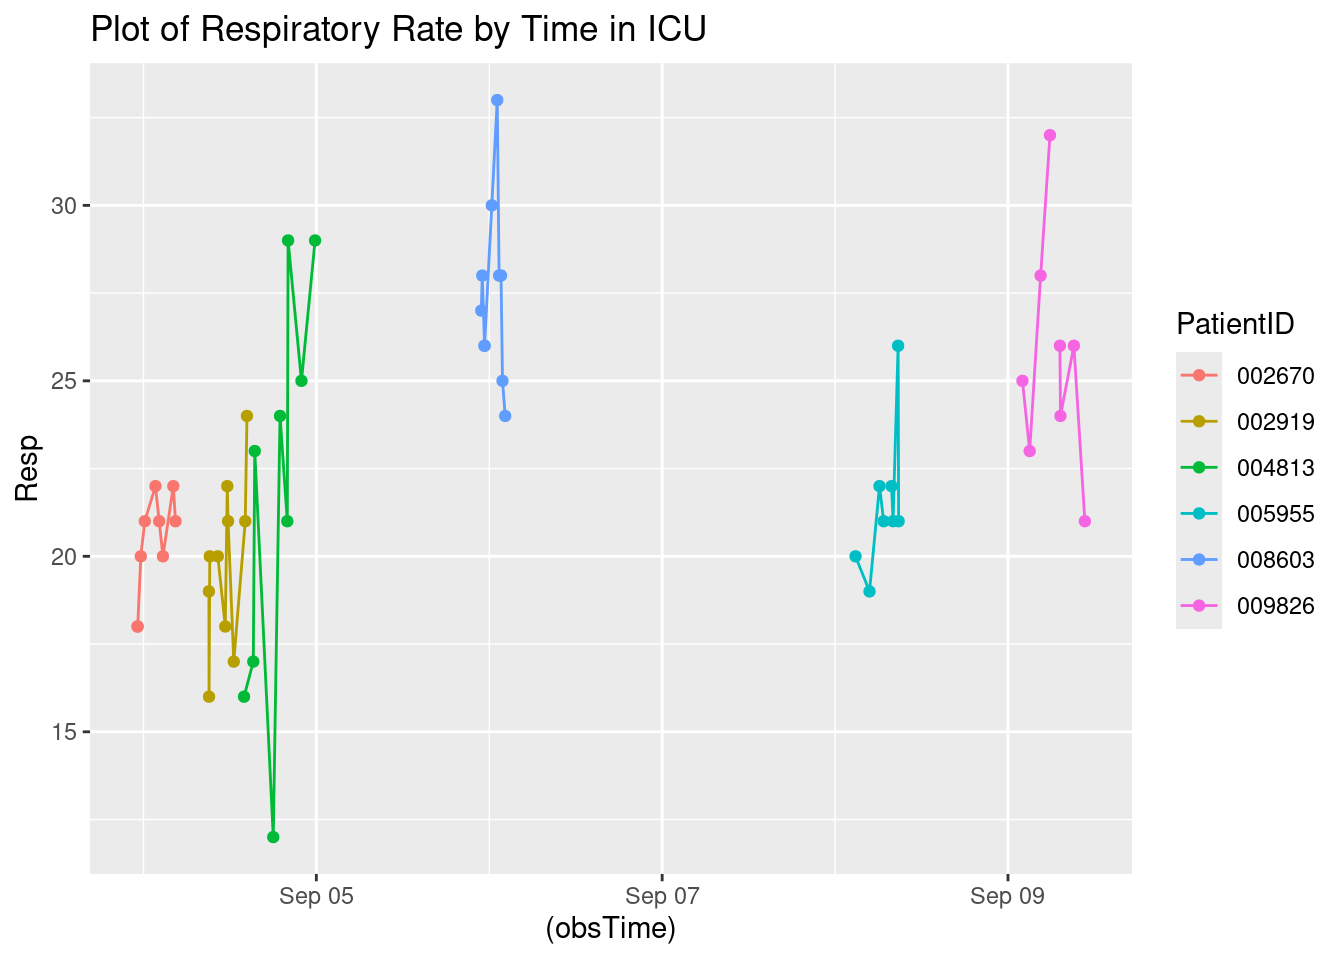 Plot of Respiratory Rate by Time in ICU
Resp
30
25
20
15
Sep 05
Sep 07
Sep 09
(obsTime)
PatientID
002670
002919
004813
005955
008603
009826